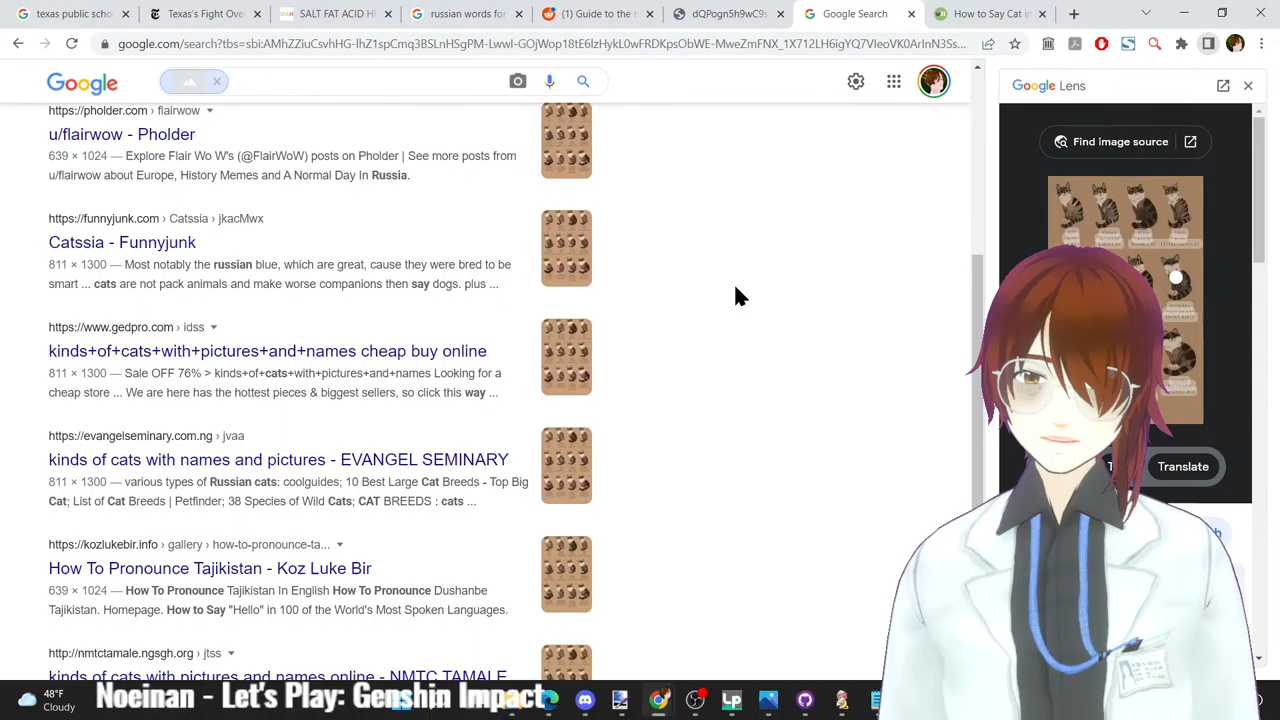 texas public scho
Texas's Fight Ove
SALT FAT ACID H
russian words for
(1) Guide to the n
dQPogn5h9wC9s
Google Search
How to Say Cat in
google.com/search?tbs=sbi:AMhZZiuCsvhHG-lhZ1spCmq3BSLnHSgPM-LwwI-GOjWop18tE6lzHykL0wFRDKpsObWE-MweZmFNX_1X712LH6igYQ7VIeoVK0ArlnN3Ss...
Google
Google Lens
Find image source
https://pholder.com › flairwow
u/flairwow - Pholder
639 × 1024 — Explore Flair Wo W's (@FlairWoW) posts on Pholder | See more posts from
u/flairwow about Europe, History Memes and A Normal Day In Russia.
https://funnyjunk.com › Catssia › jkacMwx
Catssia - Funnyjunk
811 × 1300 — Most notably the russian blue, which are great, cause they were bred to be
smart ... cats are not pack animals and make worse companions then say dogs. plus ...
https://www.gedpro.com › idss
kinds+of+cats+with+pictures+and+names cheap buy online
811 × 1300 — Sale OFF 76% > kinds+of+cats+with+pictures+and+names Looking for a
cheap store ... We are here has the hottest pieces & biggest sellers, so click this way ...
https://evangelseminary.com.ng › jvaa
kinds of cats with names and pictures - EVANGEL SEMINARY
811 × 1300 — various types of Russian cats: coolguides; 10 Best Large Cat Breeds - Top Big
Cat; List of Cat Breeds | Petfinder; 38 Species of Wild Cats; CAT BREEDS : cats ...
https://kozlukebir.info › gallery › how-to-pronounce-ta...
How To Pronounce Tajikistan - Koz Luke Bir
639 × 1024 — How To Pronounce Tajikistan In English How To Pronounce Dushanbe
Tajikistan. Homepage. How to Say "Hello" in 100 of the World's Most Spoken Languages.
http://nmtctamale.ngsgh.org › jtss
kinds of cats with pictures and names online - NMTC TAMALE
Translate
48°F
Cloudy
Noeinan - Let's Play: Genshin Impact